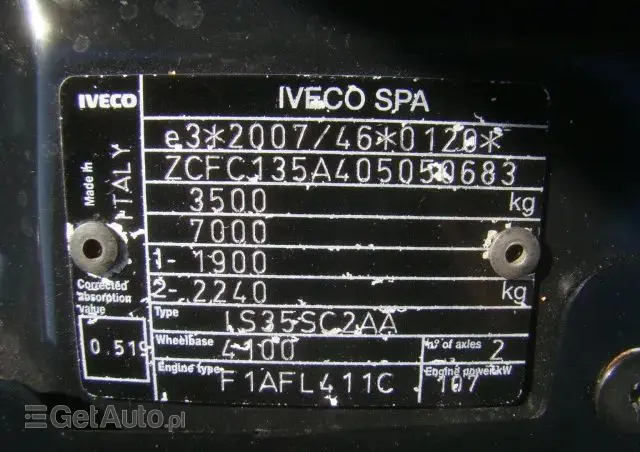 IVECO
IVECO SPA
Made in ITALY
e3*2007/46*0120*
ZCFC135A405050683
3500 kg
7000
1- 1900
2- 2240 kg
Corrected absorption value
0.519
Type IS35SC2AA
Wheelbase 4100
n° of axles 2
Engine type F1AFL411C
Engine power kW 107
GetAuto.pl